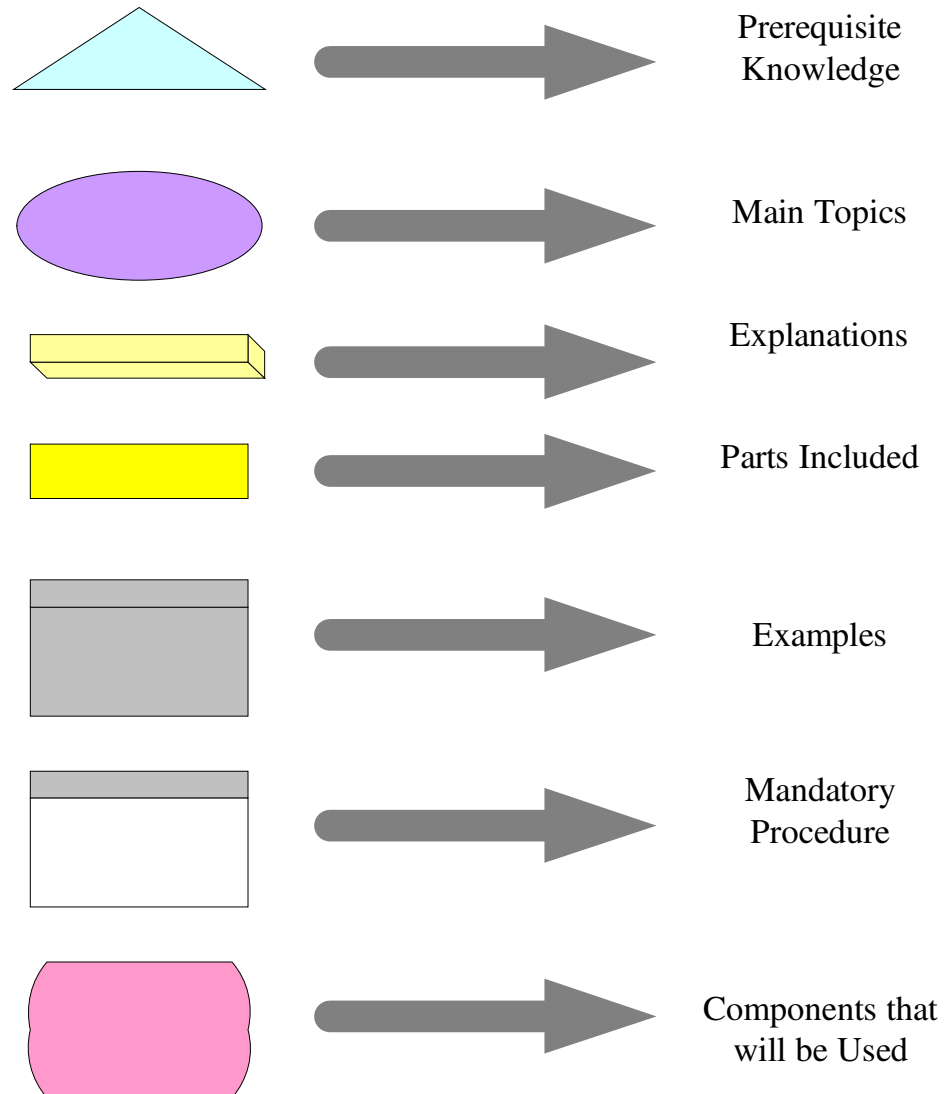 Prerequisite
Knowledge
Main Topics
Explanations
Parts Included
Examples
Mandatory
Procedure
Components that
will be Used